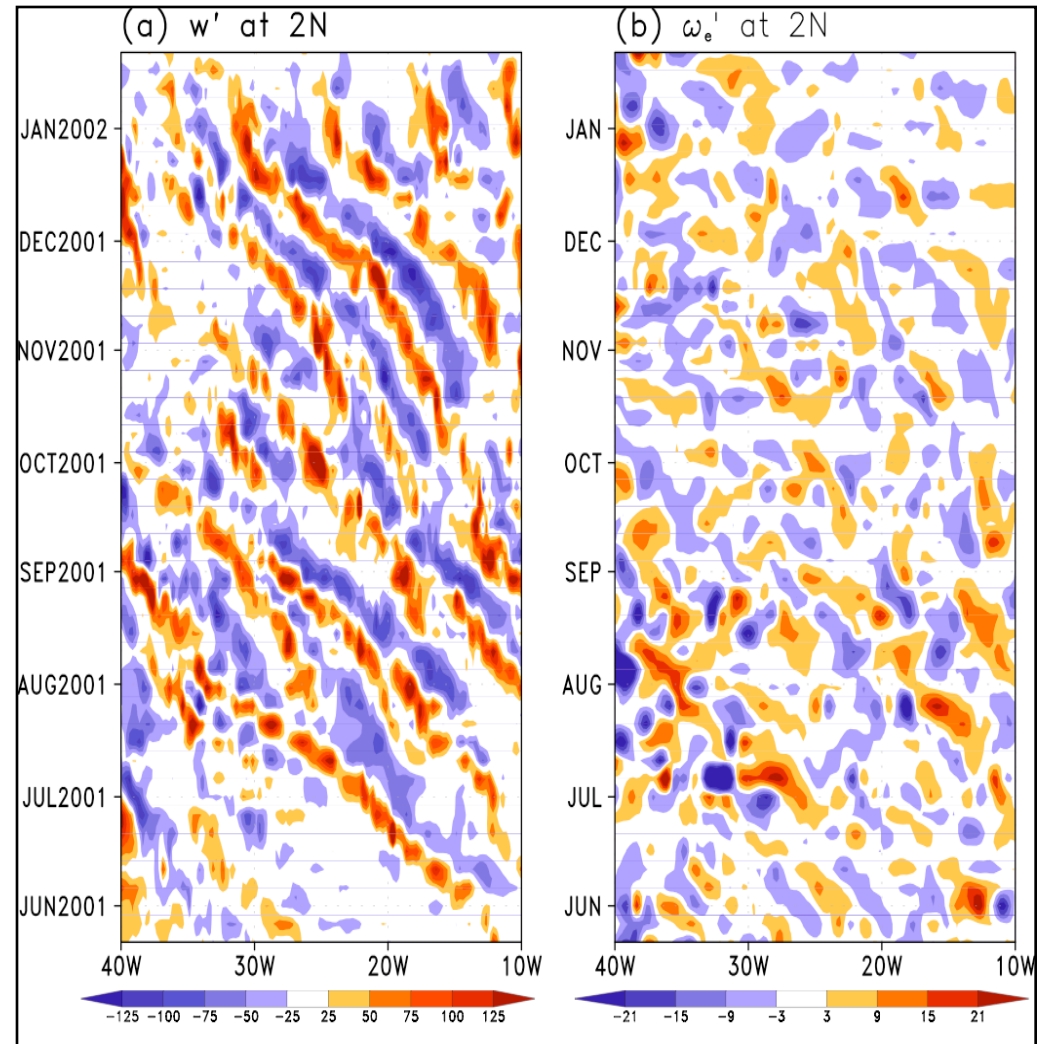 (a) w' at 2N
(b) ωe' at 2N
JAN2002
DEC2001
NOV2001
OCT2001
SEP2001
AUG2001
JUL2001
JUN2001
40W 30W 20W 10W
-125 -100 -75 -50 -25 25 50 75 100 125
JAN
DEC
NOV
OCT
SEP
AUG
JUL
JUN
40W 30W 20W 10W
-21 -15 -9 -3 3 9 15 21